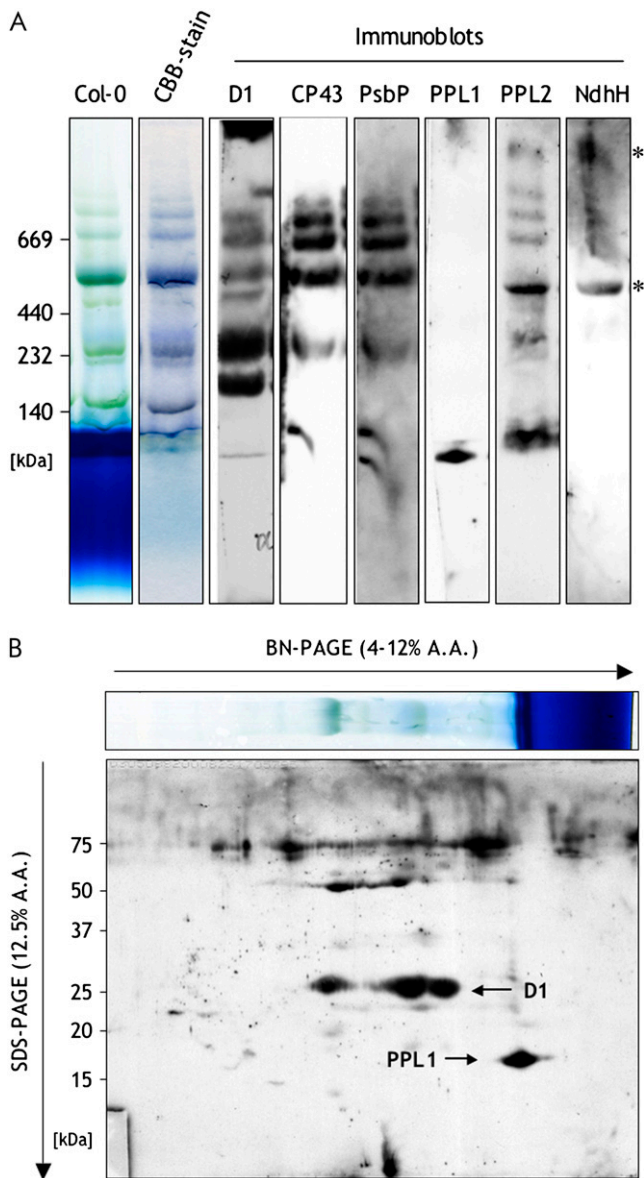 A
Immunoblots
Col-0 CBB-stain D1 CP43 PsbP PPL1 PPL2 NdhH
*
669
*
440
232
140
[kDa]
B
BN-PAGE (4-12% A.A.)
SDS-PAGE (12.5% A.A.)
75
50
37
25
D1
20
PPL1
15
[kDa]